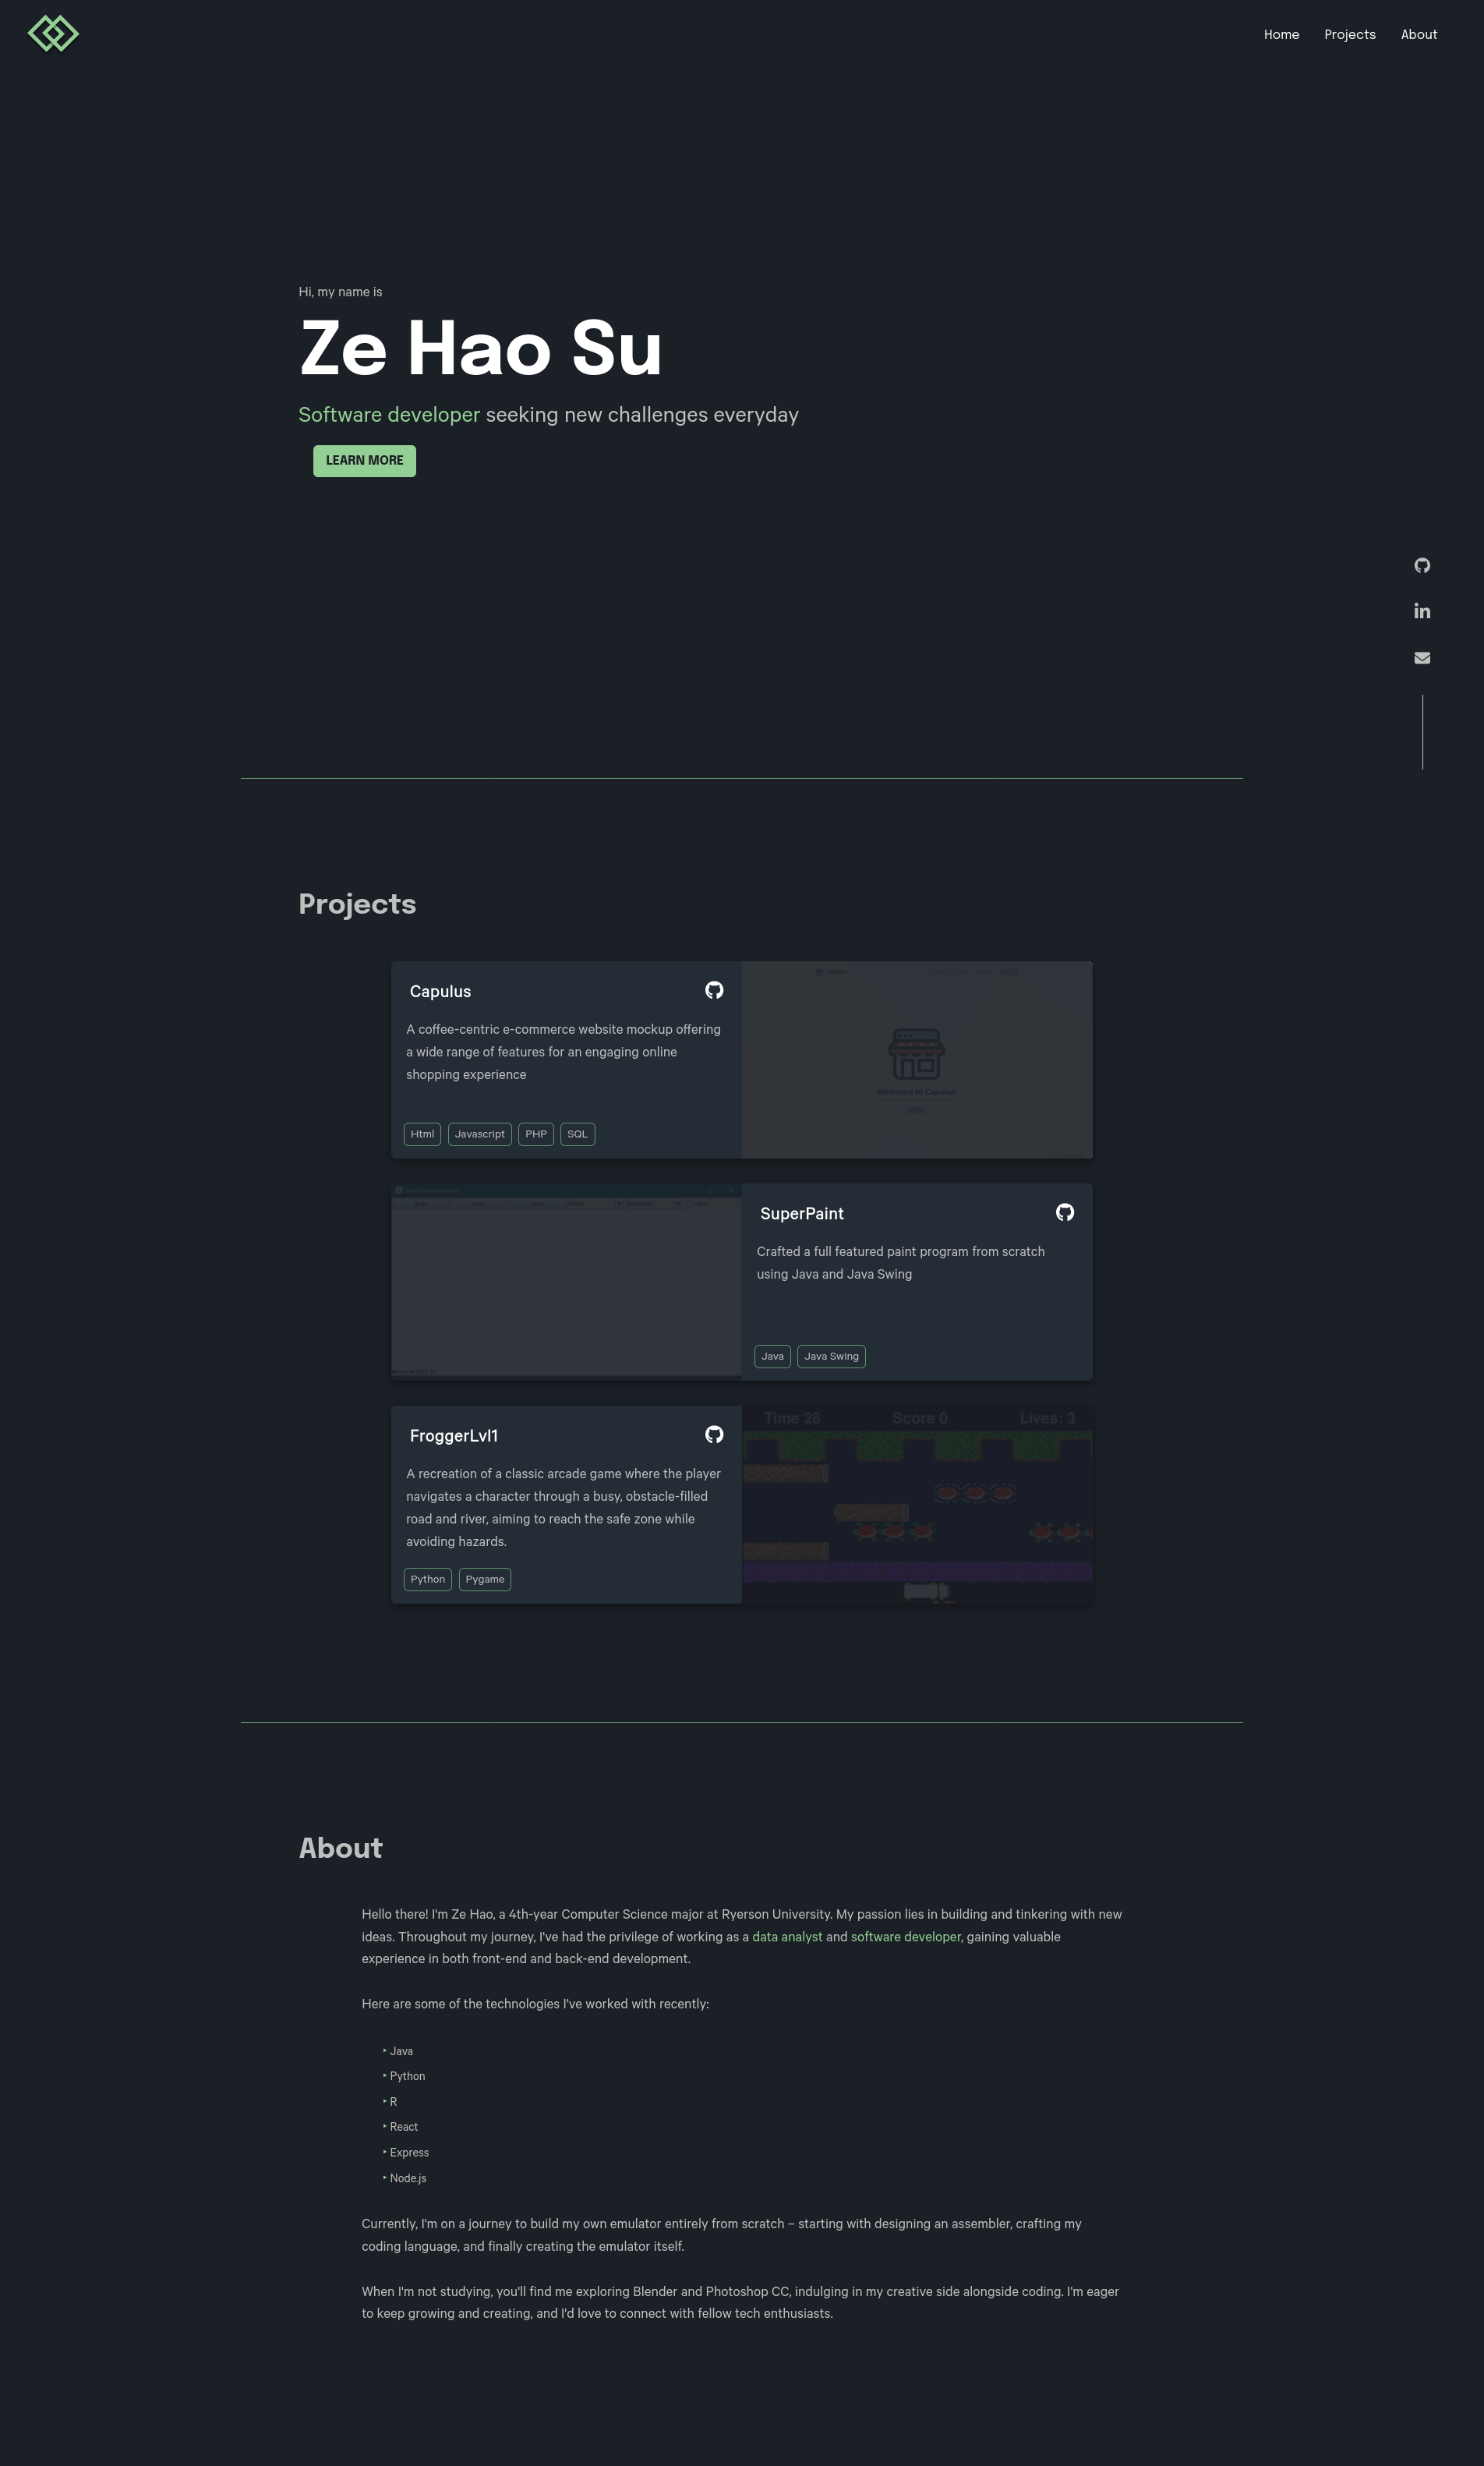 Home Projects About
Hi, my name is
Ze Hao Su
Software developer seeking new challenges everyday
LEARN MORE
Projects
Capulus
A coffee-centric e-commerce website mockup offering
a wide range of features for an engaging online
shopping experience
Html Javascript PHP SQL
Welcome to Capulus
SuperPaint
Crafted a full featured paint program from scratch
using Java and Java Swing
Java Java Swing
FroggerLvl1
A recreation of a classic arcade game where the player
navigates a character through a busy, obstacle-filled
road and river, aiming to reach the safe zone while
avoiding hazards.
Python Pygame
Time 28 Score 0 Lives: 3
About
Hello there! I'm Ze Hao, a 4th-year Computer Science major at Ryerson University. My passion lies in building and tinkering with new
ideas. Throughout my journey, I've had the privilege of working as a data analyst and software developer, gaining valuable
experience in both front-end and back-end development.
Here are some of the technologies I've worked with recently:
‣ Java
‣ Python
‣ R
‣ React
‣ Express
‣ Node.js
Currently, I'm on a journey to build my own emulator entirely from scratch – starting with designing an assembler, crafting my
coding language, and finally creating the emulator itself.
When I'm not studying, you'll find me exploring Blender and Photoshop CC, indulging in my creative side alongside coding. I'm eager
to keep growing and creating, and I'd love to connect with fellow tech enthusiasts.